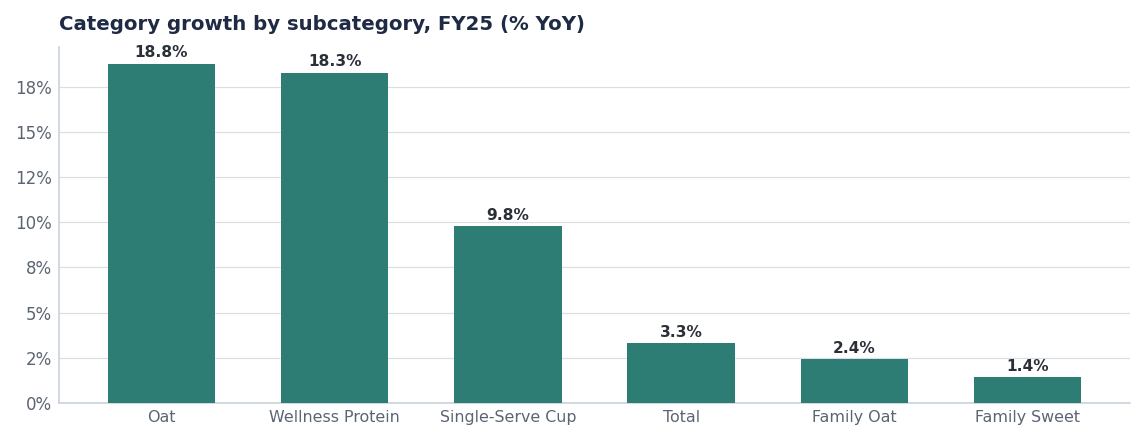 Category growth by subcategory, FY25 (% YoY)
18.8%
18.3%
9.8%
3.3%
2.4%
1.4%
18%
15%
12%
10%
8%
5%
2%
0%
Oat
Wellness Protein
Single-Serve Cup
Total
Family Oat
Family Sweet